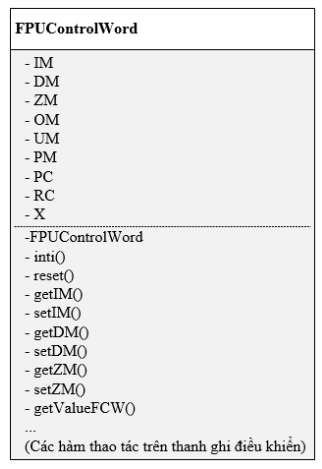 FPUControlWord
- IM
- DM
- ZM
- OM
- UM
- PM
- PC
- RC
- X
-FPUControlWord
- inti()
- reset()
- getIM()
- setIM()
- getDM()
- setDM()
- getZM()
- setZM()
- getValueFCW()
...
(Các hàm thao tác trên thanh ghi điều khiển)